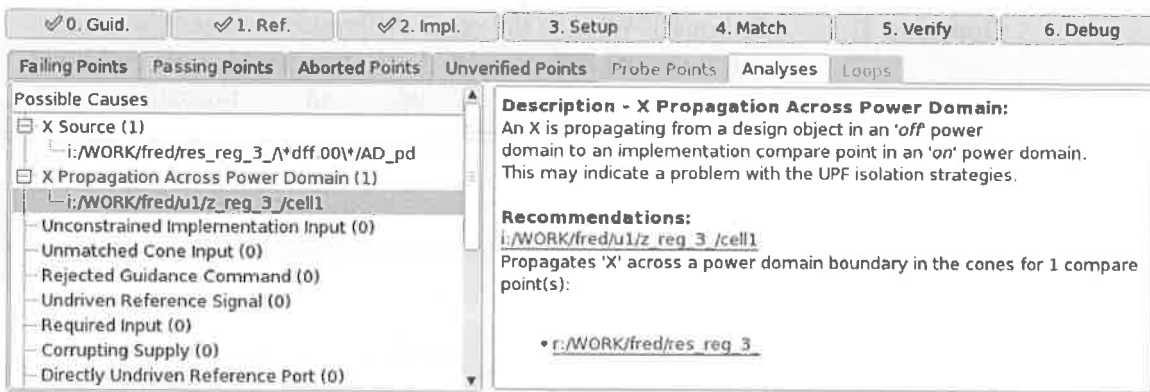 0. Guid.
1. Ref.
2. Impl.
3. Setup
4. Match
5. Verify
6. Debug
Failing Points
Passing Points
Aborted Points
Unverified Points
Probe Points
Analyses
Loops
Possible Causes
X Source (1)
i:/WORK/fred/res_reg_3_/\*dff.00\*/AD_pd
X Propagation Across Power Domain (1)
i:/WORK/fred/u1/z_reg_3_/cell1
Unconstrained Implementation Input (0)
Unmatched Cone Input (0)
Rejected Guidance Command (0)
Undriven Reference Signal (0)
Required Input (0)
Corrupting Supply (0)
Directly Undriven Reference Port (0)
Description - X Propagation Across Power Domain:
An X is propagating from a design object in an 'off' power
domain to an implementation compare point in an 'on' power domain.
This may indicate a problem with the UPF isolation strategies.
Recommendations:
i:/WORK/fred/u1/z_reg_3_/cell1
Propagates 'X' across a power domain boundary in the cones for 1 compare
point(s):
• r:/WORK/fred/res_reg_3_